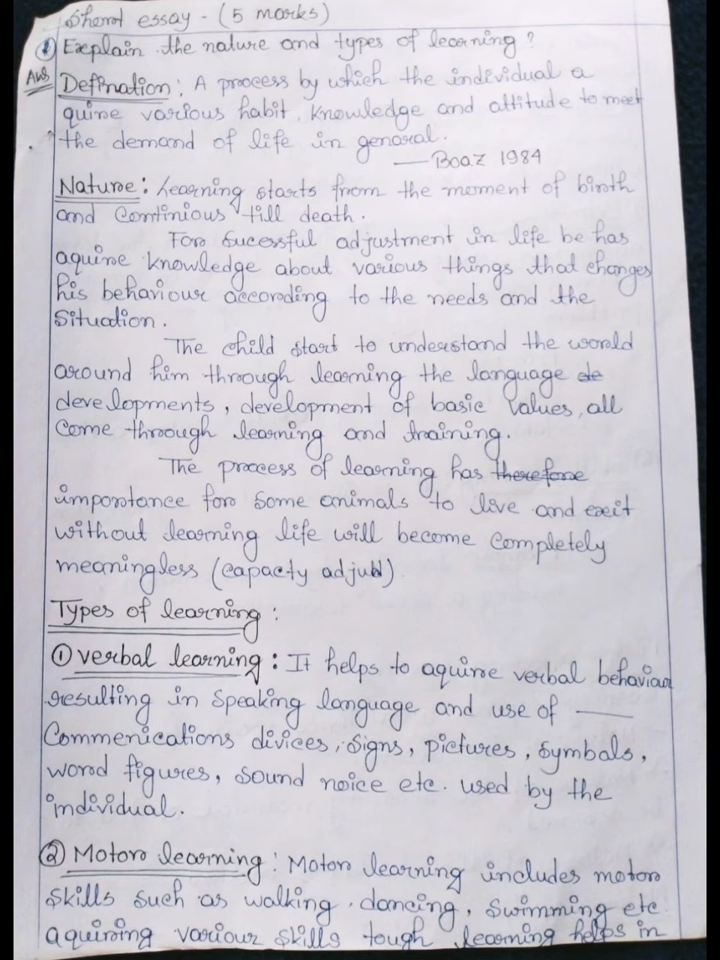 Short essay - (5 marks)
① Explain the nature and types of learning?
Ans Defination: A process by which the individual a
quire various habit, knowledge and attitude to meet
the demand of life in genaral.
— Boaz 1984
Nature: Learning starts from the moment of birth
and Continious till death.
For Sucessful adjustment in life be has
aquire knowledge about various things that changes
his behaviour according to the needs and the
Situation.
The child start to understand the world
around him through learning the language de
developments, development of basic values, all
Come through learning and training.
The process of learning has therefore
importance for some animals to live and exit
without learning life will become Completely
meaningless (capacty adjust)
Types of learning:
① verbal learning: It helps to aquire verbal behaviour
resulting in speaking language and use of —
Commenications divices, signs, pictures, symbals,
word figures, sound noice etc. used by the
individual.
② Motor learning: Motor learning includes motor
skills such as walking, dancing, swimming etc
aquiring variour skills tough learning helps in